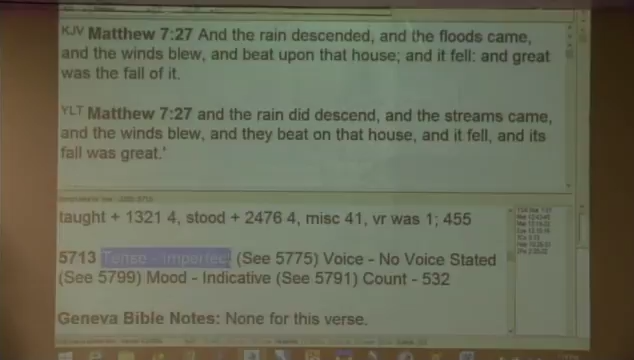 KJV Matthew 7:27 And the rain descended, and the floods came,
and the winds blew, and beat upon that house; and it fell: and great
was the fall of it.
YLT Matthew 7:27 and the rain did descend, and the streams came,
and the winds blew, and they beat on that house, and it fell, and its
fall was great.'
taught + 1321 4, stood + 2476 4, misc 41, vr was 1; 455
5713 Tense - Imperfect (See 5775) Voice - No Voice Stated
(See 5799) Mood - Indicative (See 5791) Count - 532
Geneva Bible Notes: None for this verse.